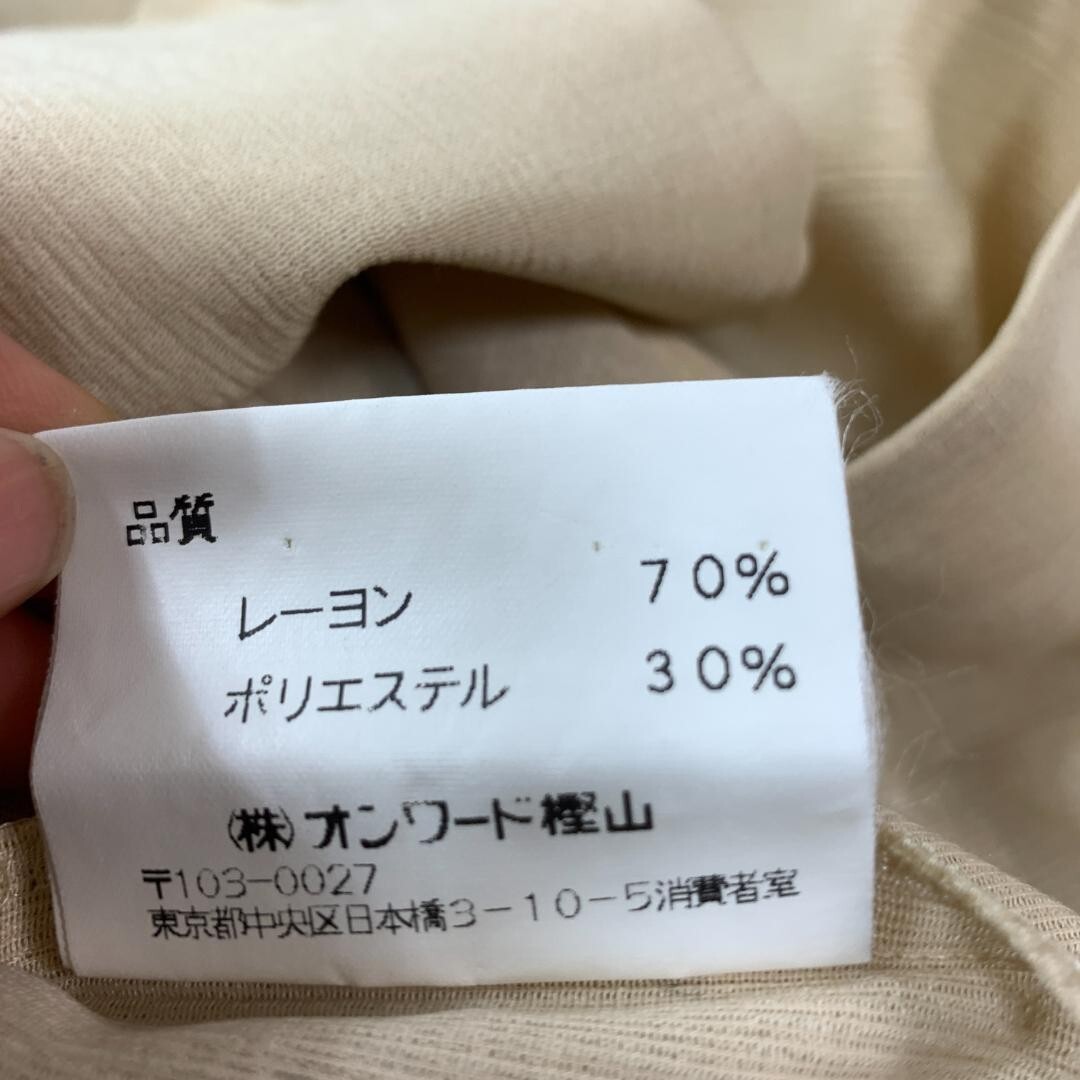 品質
レーヨン　７０％
ポリエステル　３０％
㈱オンワード樫山
〒103-0027
東京都中央区日本橋３－１０－５消費者室